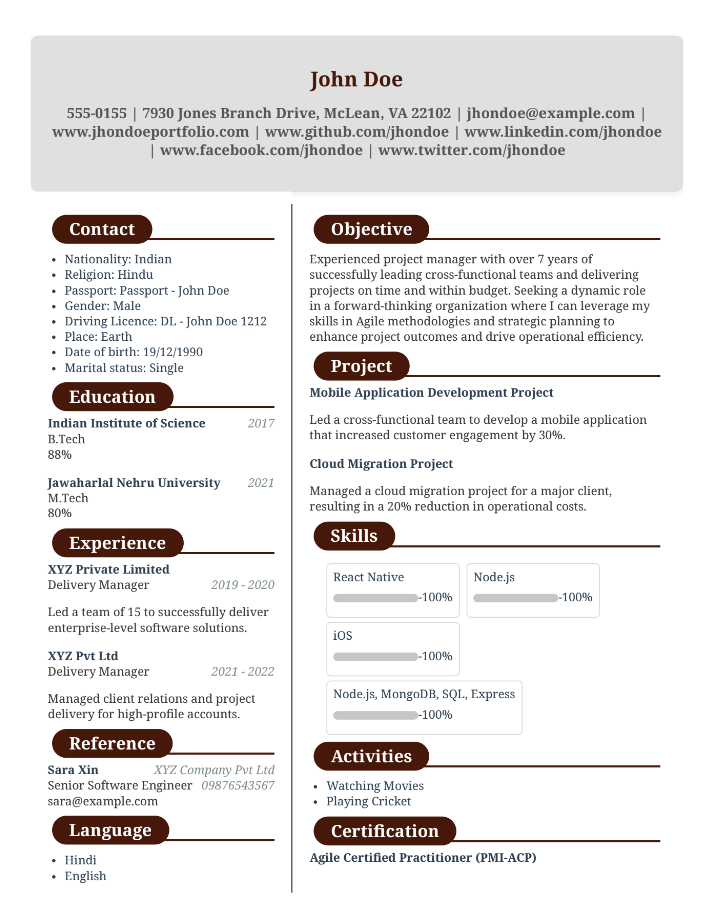 John Doe
555-0155 | 7930 Jones Branch Drive, McLean, VA 22102 | jhondoe@example.com |
www.jhondoeportfolio.com | www.github.com/jhondoe | www.linkedin.com/jhondoe
| www.facebook.com/jhondoe | www.twitter.com/jhondoe
Contact
• Nationality: Indian
• Religion: Hindu
• Passport: Passport - John Doe
• Gender: Male
• Driving Licence: DL - John Doe 1212
• Place: Earth
• Date of birth: 19/12/1990
• Marital status: Single
Education
Indian Institute of Science 2017
B.Tech
88%
Jawaharlal Nehru University 2021
M.Tech
80%
Experience
XYZ Private Limited
Delivery Manager 2019 - 2020
Led a team of 15 to successfully deliver
enterprise-level software solutions.
XYZ Pvt Ltd
Delivery Manager 2021 - 2022
Managed client relations and project
delivery for high-profile accounts.
Reference
Sara Xin XYZ Company Pvt Ltd
Senior Software Engineer 09876543567
sara@example.com
Language
• Hindi
• English
Objective
Experienced project manager with over 7 years of
successfully leading cross-functional teams and delivering
projects on time and within budget. Seeking a dynamic role
in a forward-thinking organization where I can leverage my
skills in Agile methodologies and strategic planning to
enhance project outcomes and drive operational efficiency.
Project
Mobile Application Development Project
Led a cross-functional team to develop a mobile application
that increased customer engagement by 30%.
Cloud Migration Project
Managed a cloud migration project for a major client,
resulting in a 20% reduction in operational costs.
Skills
React Native
-100%
Node.js
-100%
iOS
-100%
Node.js, MongoDB, SQL, Express
-100%
Activities
• Watching Movies
• Playing Cricket
Certification
Agile Certified Practitioner (PMI-ACP)